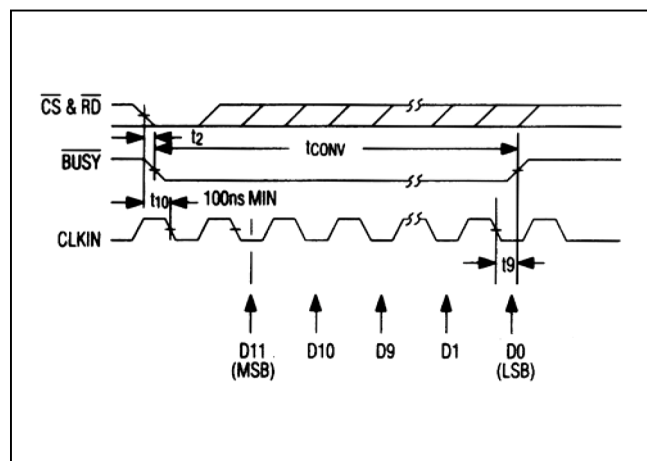 CS & RD
t2
tCONV
BUSY
t10
100ns MIN
CLKIN
t9
D11
(MSB)
D10
D9
D1
D0
(LSB)